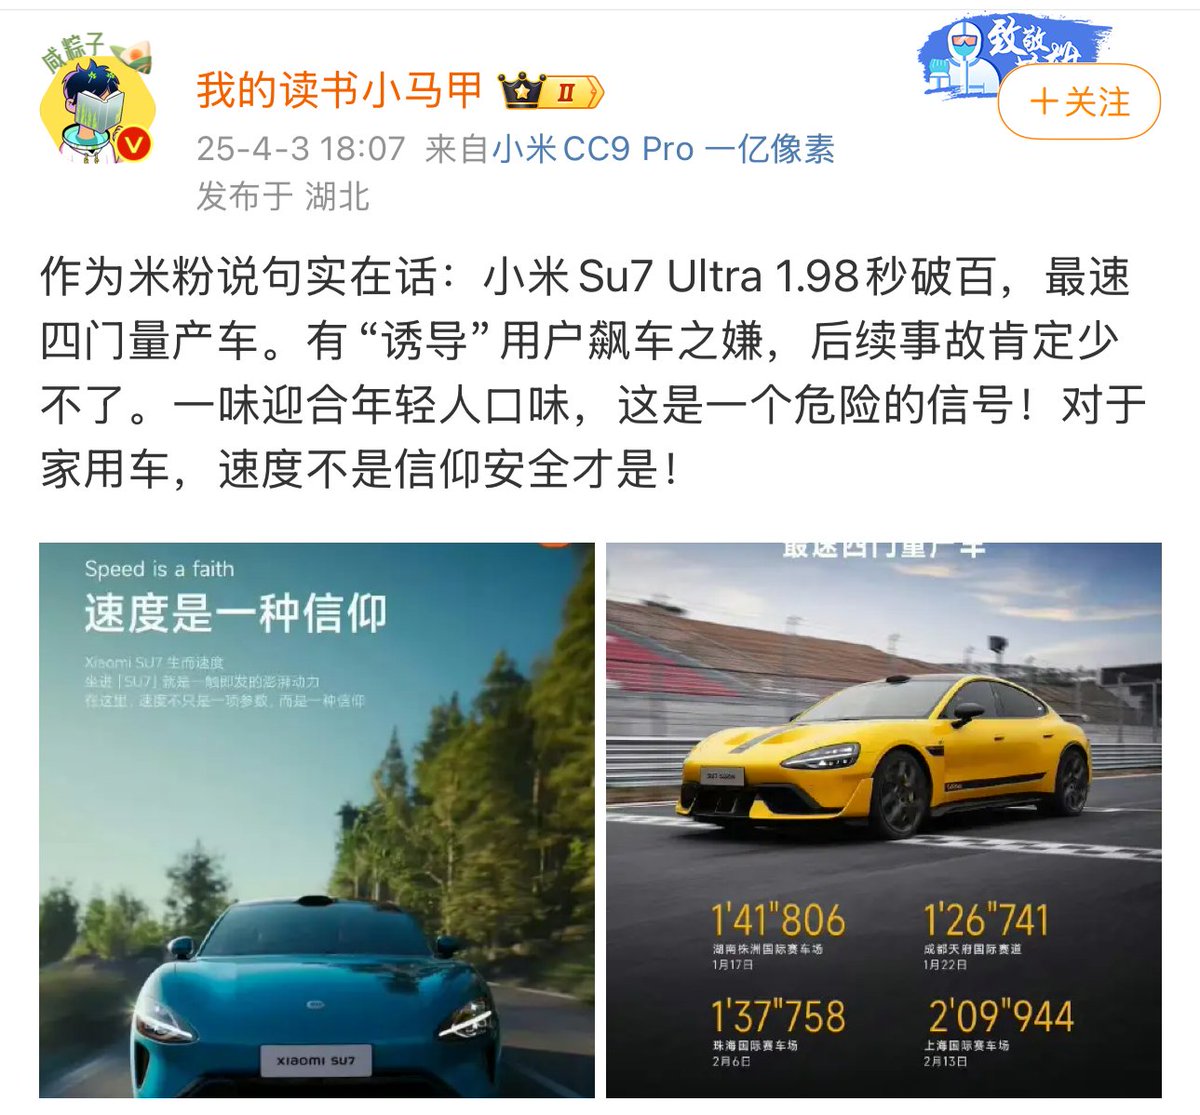 咸粽子
致敬
我的读书小马甲
II
+关注
25-4-3 18:07 来自小米CC9 Pro 一亿像素
发布于 湖北
作为米粉说句实在话：小米Su7 Ultra 1.98秒破百，最速
四门量产车。有“诱导”用户飙车之嫌，后续事故肯定少
不了。一味迎合年轻人口味，这是一个危险的信号！对于
家用车，速度不是信仰安全才是！
Speed is a faith
速度是一种信仰
Xiaomi SU7 生而速度
坐进「SU7」就是一触即发的澎湃动力
在这里，速度不只是一项参数，而是一种信仰
xiaomi SU7
最速四门量产车
1'41"806
湖南株洲国际赛车场
1月17日
1'26"741
成都天府国际赛道
1月22日
1'37"758
珠海国际赛车场
2月6日
2'09"944
上海国际赛车场
2月13日